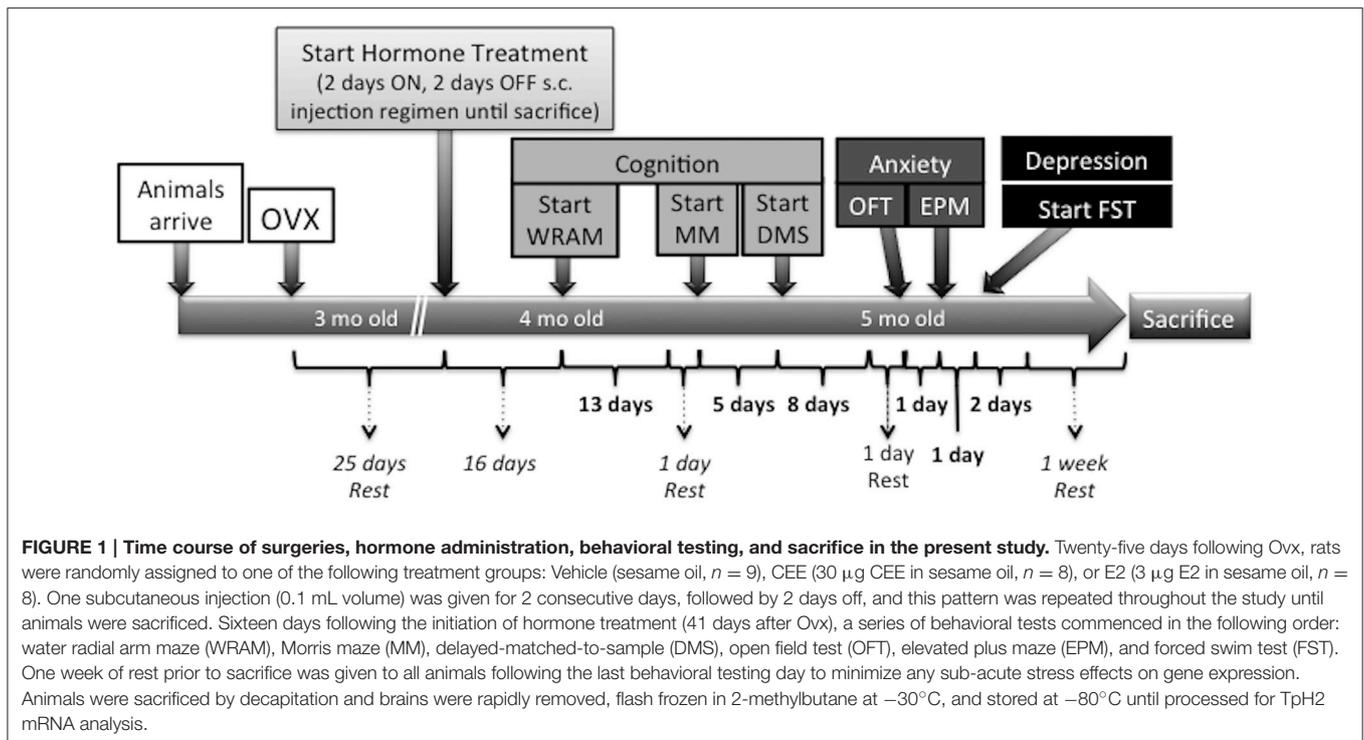 Start Hormone Treatment
(2 days ON, 2 days OFF s.c.
injection regimen until sacrifice)
Animals
arrive
OVX
Cognition
Start
WRAM
Start
MM
Start
DMS
Anxiety
OFT
EPM
Depression
Start FST
3 mo old
4 mo old
5 mo old
Sacrifice
13 days
5 days
8 days
1 day
2 days
25 days
Rest
16 days
1 day
Rest
1 day
Rest
1 day
1 week
Rest
FIGURE 1 | Time course of surgeries, hormone administration, behavioral testing, and sacrifice in the present study. Twenty-five days following Ovx, rats
were randomly assigned to one of the following treatment groups: Vehicle (sesame oil, n = 9), CEE (30 μg CEE in sesame oil, n = 8), or E2 (3 μg E2 in sesame oil, n =
8). One subcutaneous injection (0.1 mL volume) was given for 2 consecutive days, followed by 2 days off, and this pattern was repeated throughout the study until
animals were sacrificed. Sixteen days following the initiation of hormone treatment (41 days after Ovx), a series of behavioral tests commenced in the following order:
water radial arm maze (WRAM), Morris maze (MM), delayed-matched-to-sample (DMS), open field test (OFT), elevated plus maze (EPM), and forced swim test (FST).
One week of rest prior to sacrifice was given to all animals following the last behavioral testing day to minimize any sub-acute stress effects on gene expression.
Animals were sacrificed by decapitation and brains were rapidly removed, flash frozen in 2-methylbutane at −30°C, and stored at −80°C until processed for TpH2
mRNA analysis.